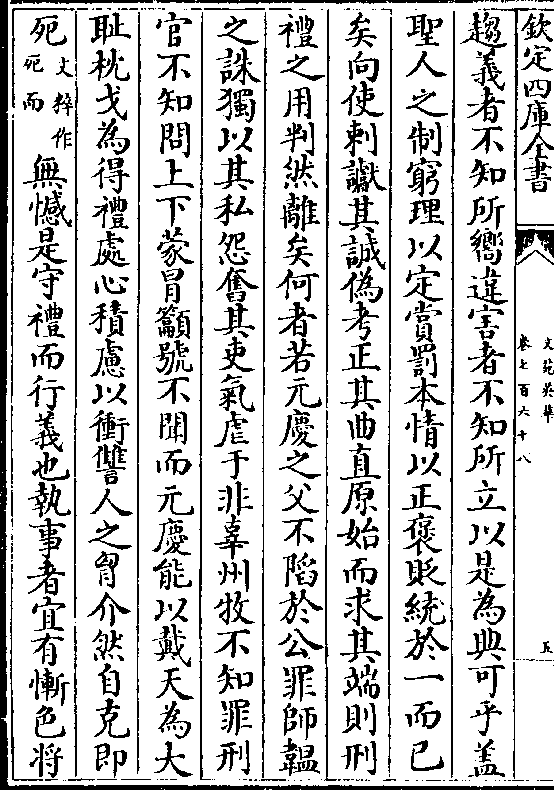 欽定四庫全書
文苑英華
卷七百六十八
五
趨義者不知所嚮違害者不知所立以是為典可乎蓋
聖人之制窮理以定賞罰本情以正褒貶統於一而已
矣向使刺讞其誠偽考正其曲直原始而求其端則刑
禮之用判然離矣何者若元慶之父不陷於公罪師韞
之誅獨以其私怨奮其吏氣虐于非辜州牧不知罪刑
官不知問上下蒙冒籲號不聞而元慶能以戴天為大
耻枕戈為得禮處心積慮以衝讐人之胷介然自克即
死文粹作死而無憾是守禮而行義也執事者宜有慚色将